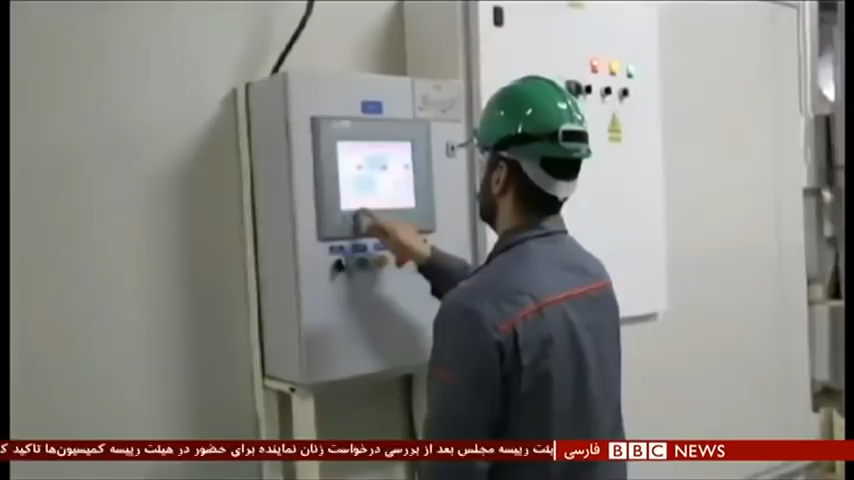 یئت رییسه مجلس بعد از بررسی درخواست زنان نماینده برای حضور در هیئت رییسه کمیسیون‌ها تاکید ک
فارسی BBC NEWS